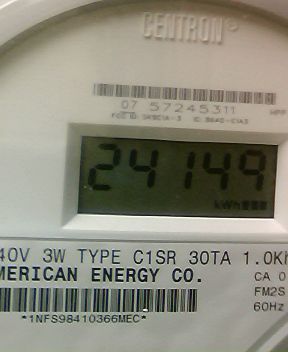 CENTRON®
07 57245311
24149
kWh
40V 3W TYPE C1SR 30TA 1.0Kh
MERICAN ENERGY CO.
CA 0
FM2S
60Hz
*1NFS98410366MEC*